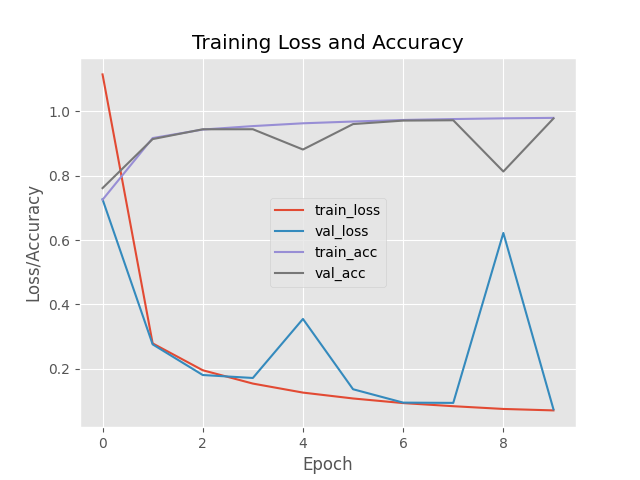 Training Loss and Accuracy
Loss/Accuracy
1.0
0.8
0.6
0.4
0.2
train_loss
val_loss
train_acc
val_acc
0 2 4 6 8
Epoch